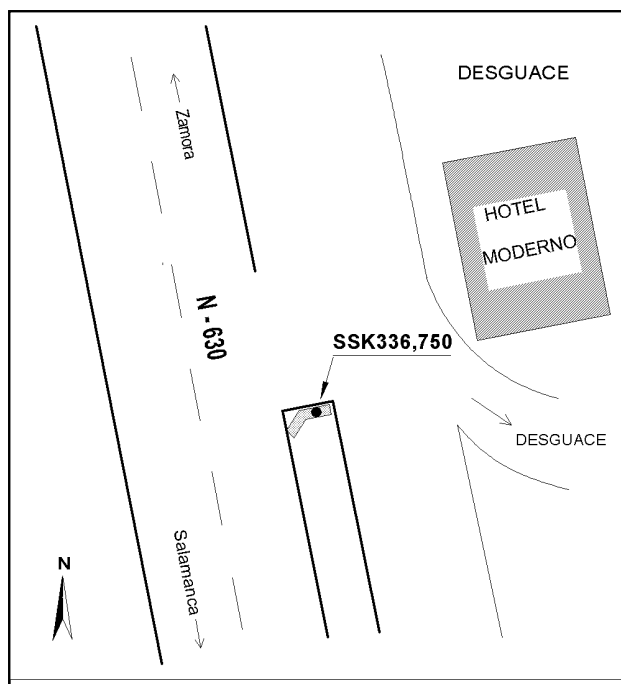 DESGUACE
Zamora
HOTEL
MODERNO
N - 630
SSK336,750
DESGUACE
Salamanca
N